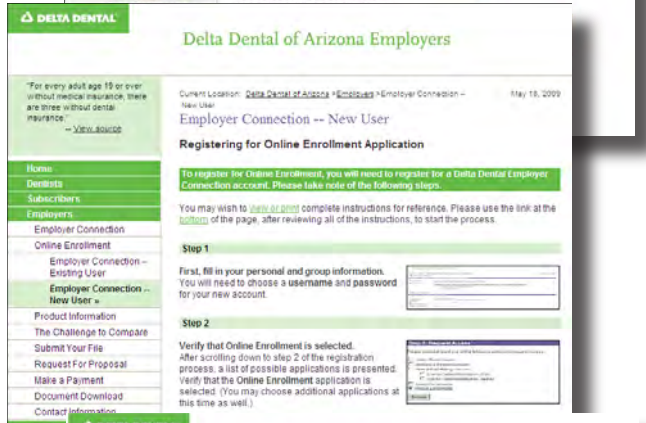 DELTA DENTAL
Delta Dental of Arizona Employers
"For every adult age 19 or over
without medical insurance, there
are three without dental
insurance."
-- View source
Current Location: Delta Dental of Arizona >Employers >Employer Connection --
New User
May 18, 2009
Employer Connection -- New User
Registering for Online Enrollment Application
Home
Dentists
Subscribers
Employers
Employer Connection
Online Enrollment
Employer Connection --
Existing User
Employer Connection --
New User »
Product Information
The Challenge to Compare
Submit Your File
Request For Proposal
Make a Payment
Document Download
Contact Information
To register for Online Enrollment, you will need to register for a Delta Dental Employer
Connection account. Please take note of the following steps.
You may wish to view or print complete instructions for reference. Please use the link at the
bottom of the page, after reviewing all of the instructions, to start the process.
Step 1
First, fill in your personal and group information.
You will need to choose a username and password
for your new account.
Step 2
Verify that Online Enrollment is selected.
After scrolling down to step 2 of the registration
process, a list of possible applications is presented.
Verify that the Online Enrollment application is
selected. (You may choose additional applications at
this time as well.)
Step 2: Request Access